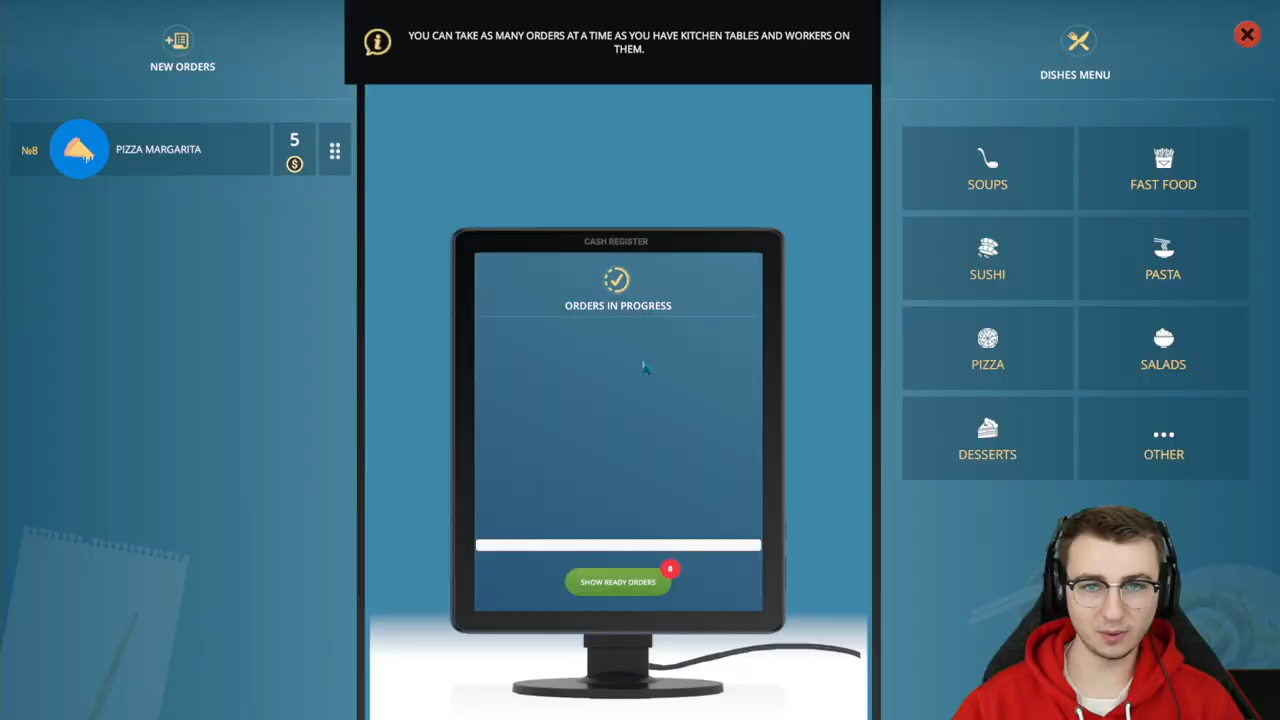 NEW ORDERS
№8 PIZZA MARGARITA 5
YOU CAN TAKE AS MANY ORDERS AT A TIME AS YOU HAVE KITCHEN TABLES AND WORKERS ON
THEM.
CASH REGISTER
ORDERS IN PROGRESS
SHOW READY ORDERS
0
DISHES MENU
SOUPS
FAST FOOD
SUSHI
PASTA
PIZZA
SALADS
DESSERTS
OTHER